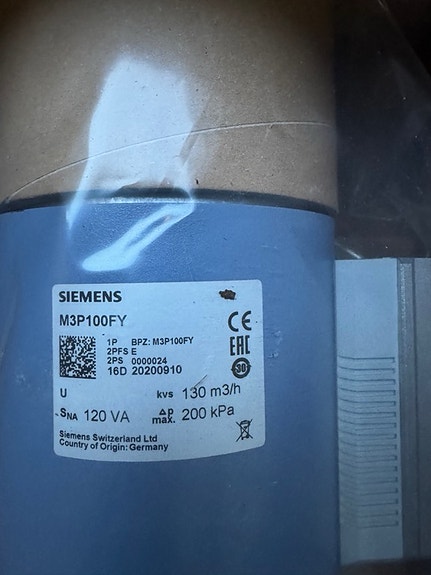 SIEMENS
M3P100FY
CE
1P BPZ: M3P100FY
2PFS E
2PS 0000024
16D 20200910
EAC
30
U kvs 130 m3/h
SNA 120 VA Δp max. 200 kPa
Siemens Switzerland Ltd
Country of Origin: Germany